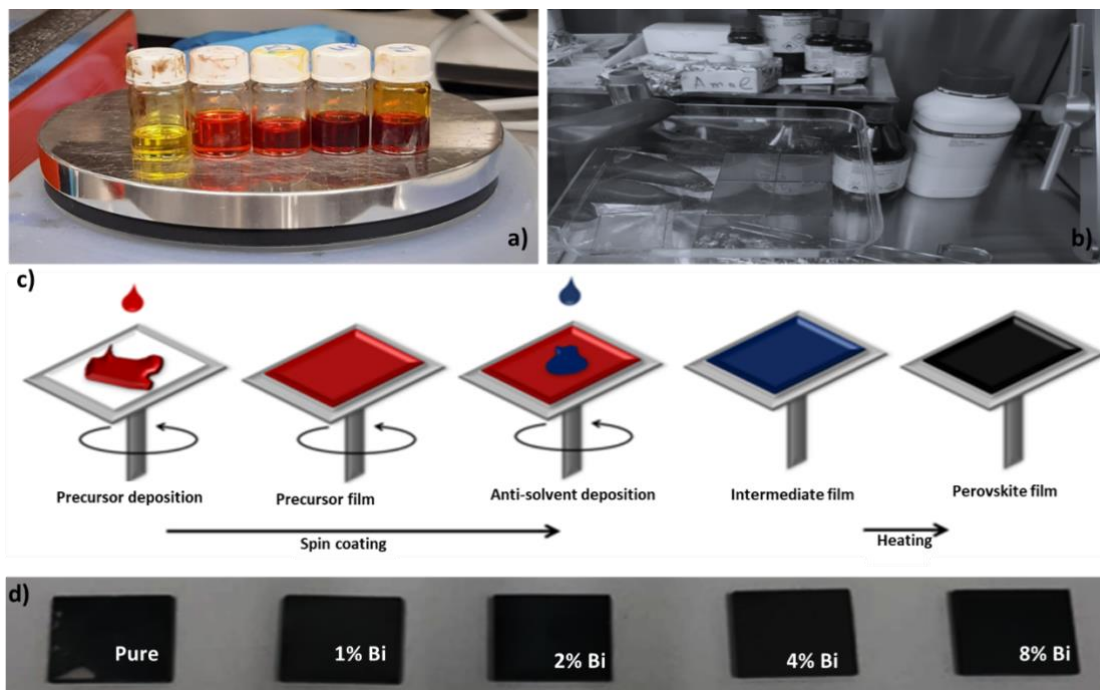 a)
b)
A m a e
c)
Precursor deposition
Precursor film
Anti-solvent deposition
Intermediate film
Perovskite film
Spin coating
Heating
d)
Pure
1% Bi
2% Bi
4% Bi
8% Bi